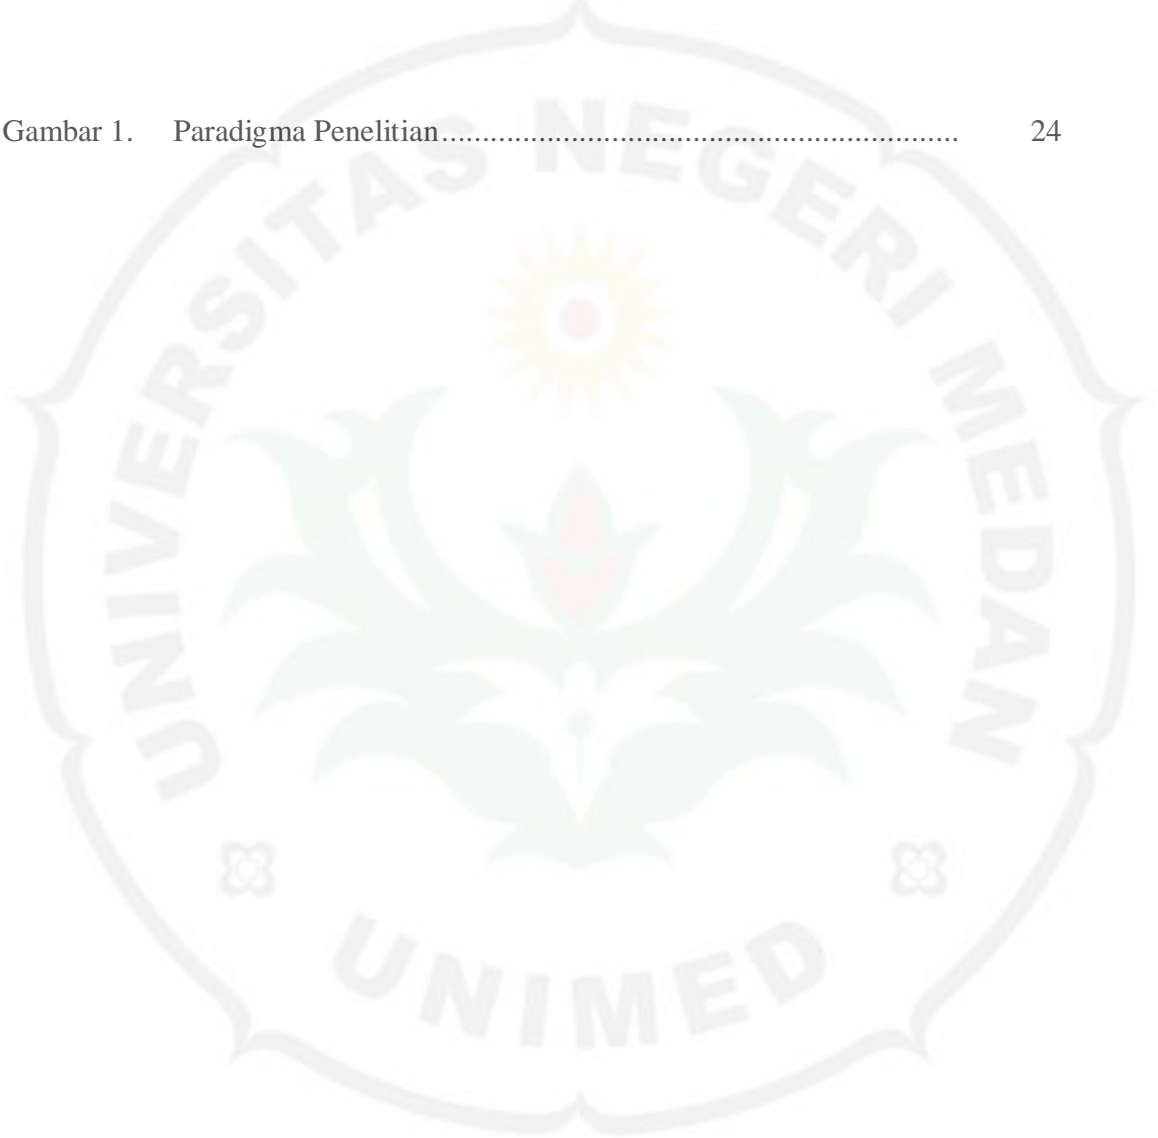 Gambar 1. Paradigma Penelitian................................................................ 24
UNIVERSITAS NEGERI MEDAN
UNIMED